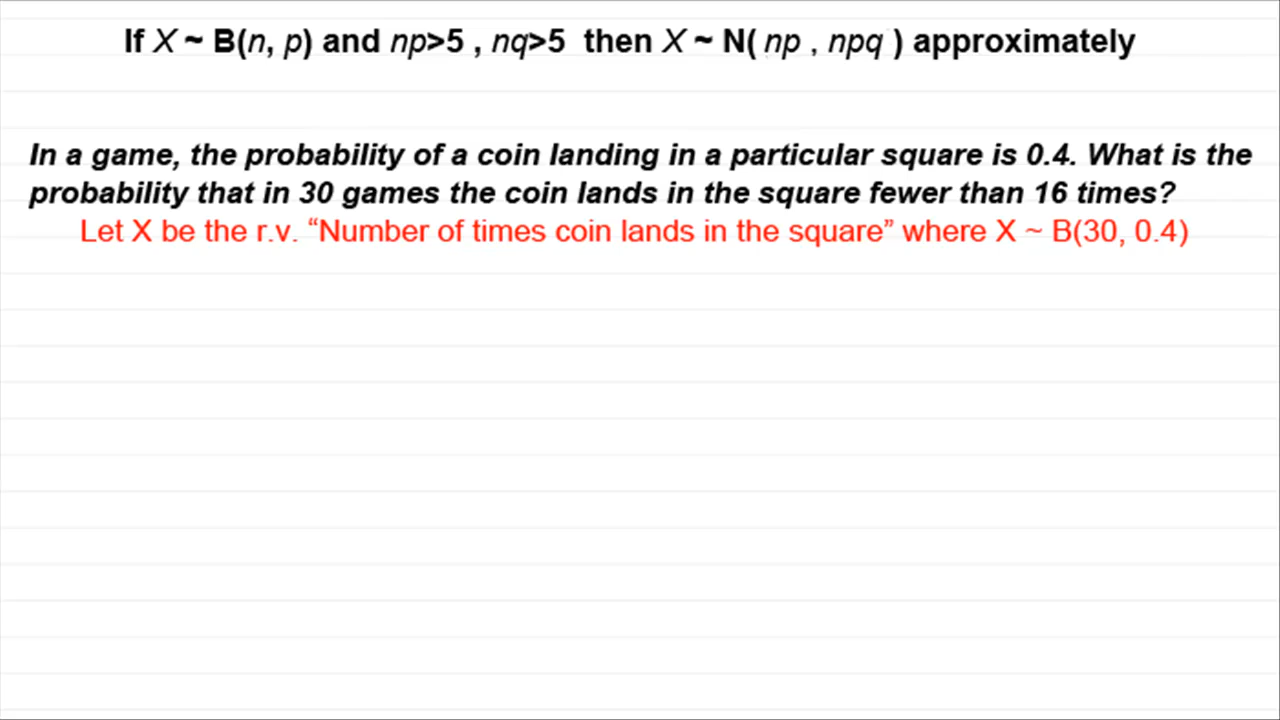 If X ~ B(n, p) and np>5 , nq>5 then X ~ N( np , npq ) approximately
In a game, the probability of a coin landing in a particular square is 0.4. What is the
probability that in 30 games the coin lands in the square fewer than 16 times?
Let X be the r.v. “Number of times coin lands in the square” where X ~ B(30, 0.4)